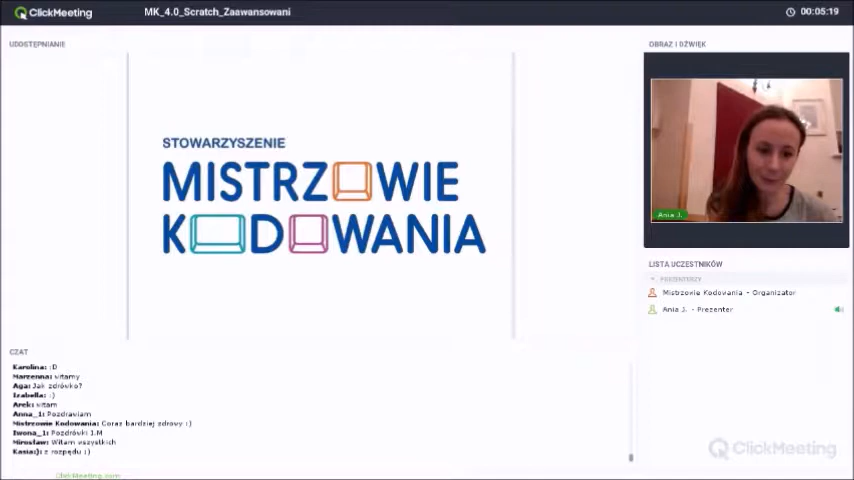 ClickMeeting
MK_4.0_Scratch_Zaawansowani
00:05:19
UDOSTĘPNIANIE
STOWARZYSZENIE
MISTRZOWIE
KODOWANIA
OBRAZ I DŹWIĘK
Ania J.
LISTA UCZESTNIKÓW
PREZENTERZY
Mistrzowie Kodowania - Organizator
Ania J. - Prezenter
CZAT
Karolina: :D
Marzenna: witamy
Aga: Jak zdrówko?
Izabella: :)
Arek: witam
Anna_1: Pozdrawiam
Mistrzowie Kodowania: Coraz bardziej zdrowy :)
Iwona_1: Pozdrówki 1.M
Mirosław: Witam wszystkich
Kasia:): z rozpędu :)
ClickMeeting.com
ClickMeeting